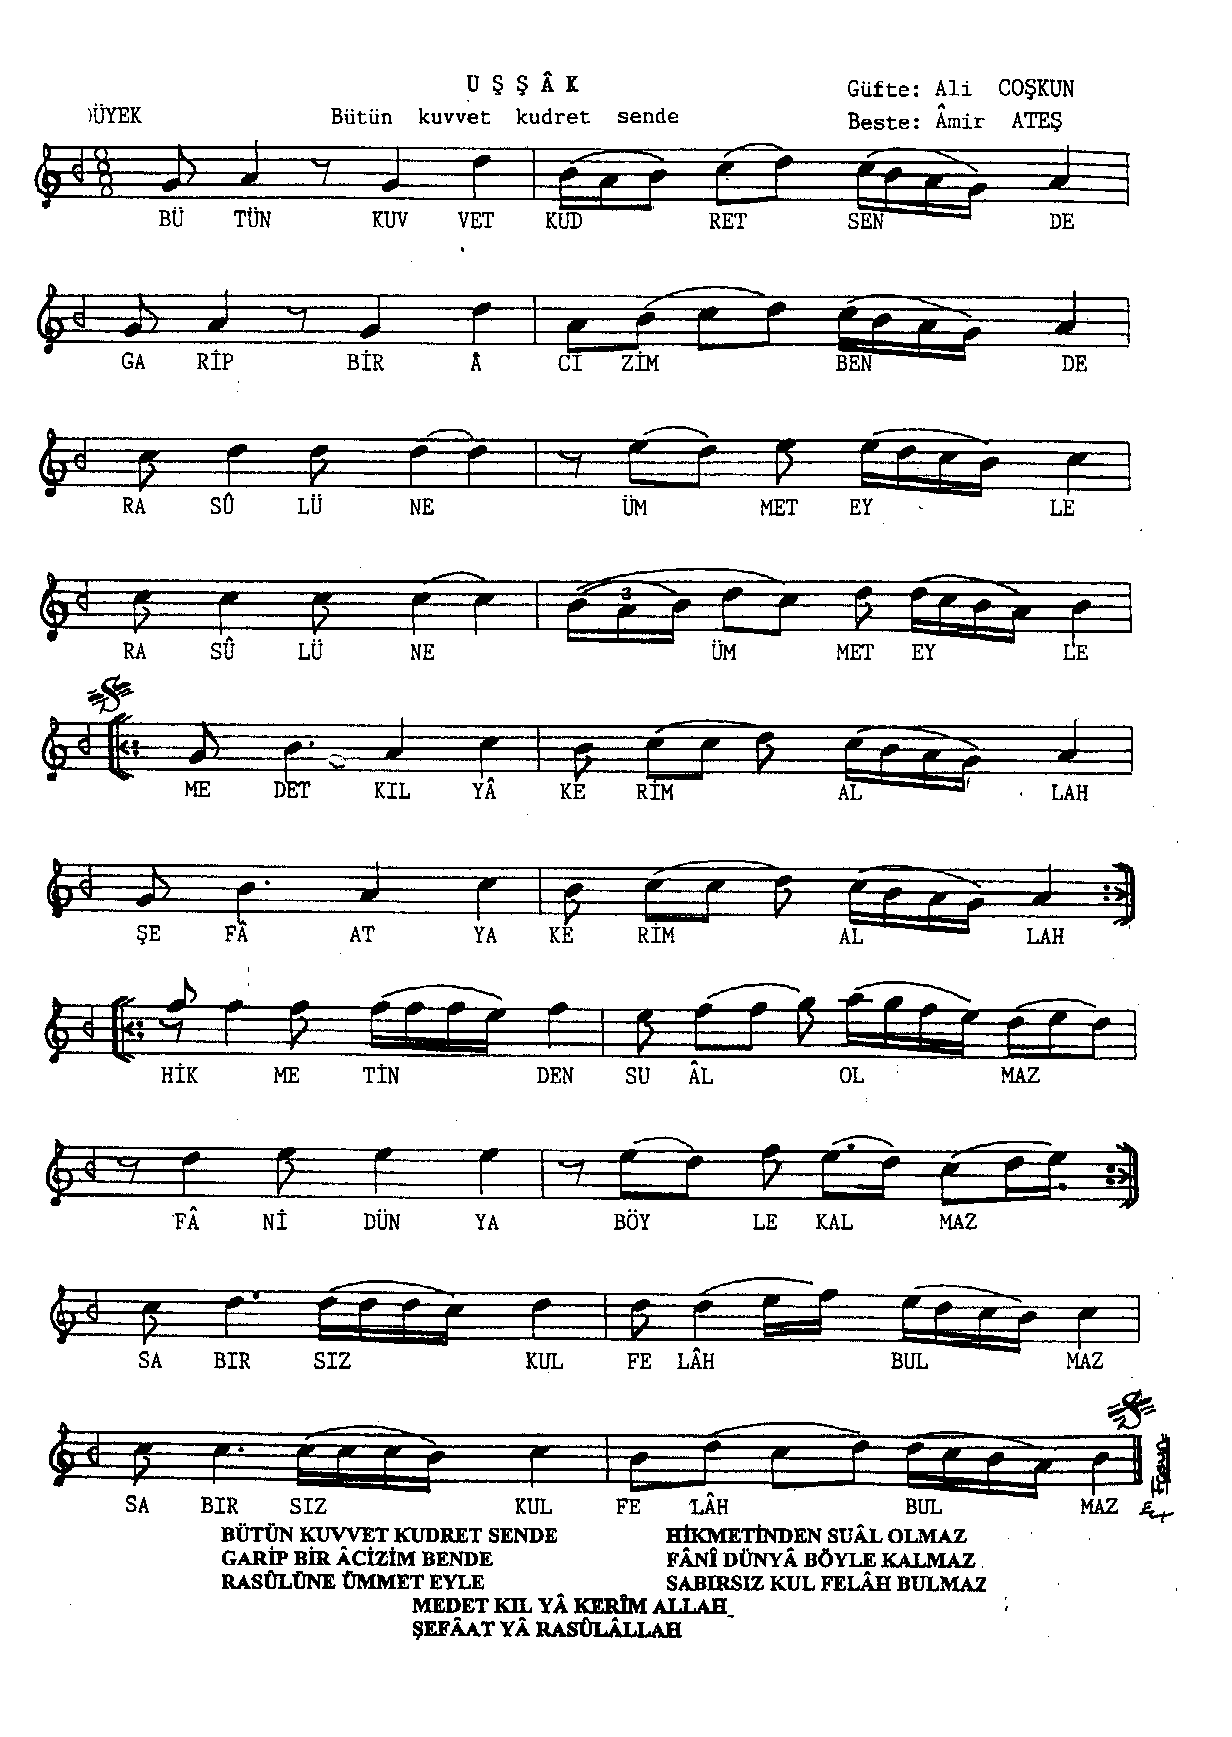 U Ş Ş Â K
Güfte: Ali COŞKUN
ÜYEK Bütün kuvvet kudret sende
Beste: Âmir ATEŞ
BÜ TÜN KUV VET KUD RET SEN DE
GA RİP BİR Â CI ZİM BEN DE
RA SÛ LÜ NE ÜM MET EY LE
3
RA SÛ LÜ NE ÜM MET EY LE
ME DET KIL YÂ KE RİM AL LAH
ŞE FÂ AT YA KE RİM AL LAH
HİK ME TİN DEN SU ÂL OL MAZ
FÂ Nİ DÜN YA BÖY LE KAL MAZ
SA BIR SIZ KUL FE LÂH BUL MAZ
SA BIR SIZ KUL FE LÂH BUL MAZ
BÜTÜN KUVVET KUDRET SENDE HİKMETİNDEN SUÂL OLMAZ
GARİP BİR ÂCİZİM BENDE FÂNÎ DÜNYÂ BÖYLE KALMAZ
RASÛLÜNE ÜMMET EYLE SABIRSIZ KUL FELÂH BULMAZ
MEDET KIL YÂ KERÎM ALLAH
ŞEFÂAT YÂ RASÛLÂLLAH